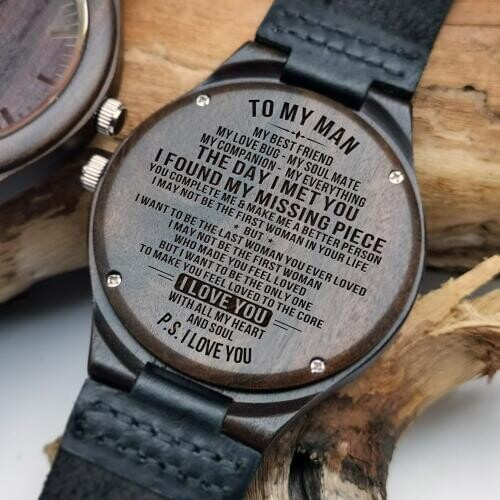 TO MY MAN
MY BEST FRIEND
MY LOVE BUG - MY SOUL MATE
MY COMPANION - MY EVERYTHING
THE DAY I MET YOU
I FOUND MY MISSING PIECE
YOU COMPLETE ME & MAKE ME A BETTER PERSON
I MAY NOT BE THE FIRST WOMAN IN YOUR LIFE
* BUT *
I WANT TO BE THE LAST WOMAN YOU EVER LOVED
I MAY NOT BE THE FIRST WOMAN
WHO MADE YOU FEEL LOVED
BUT I WANT TO BE THE ONLY ONE
TO MAKE YOU FEEL LOVED TO THE CORE
I LOVE YOU
WITH ALL MY HEART
AND SOUL
P.S. I LOVE YOU